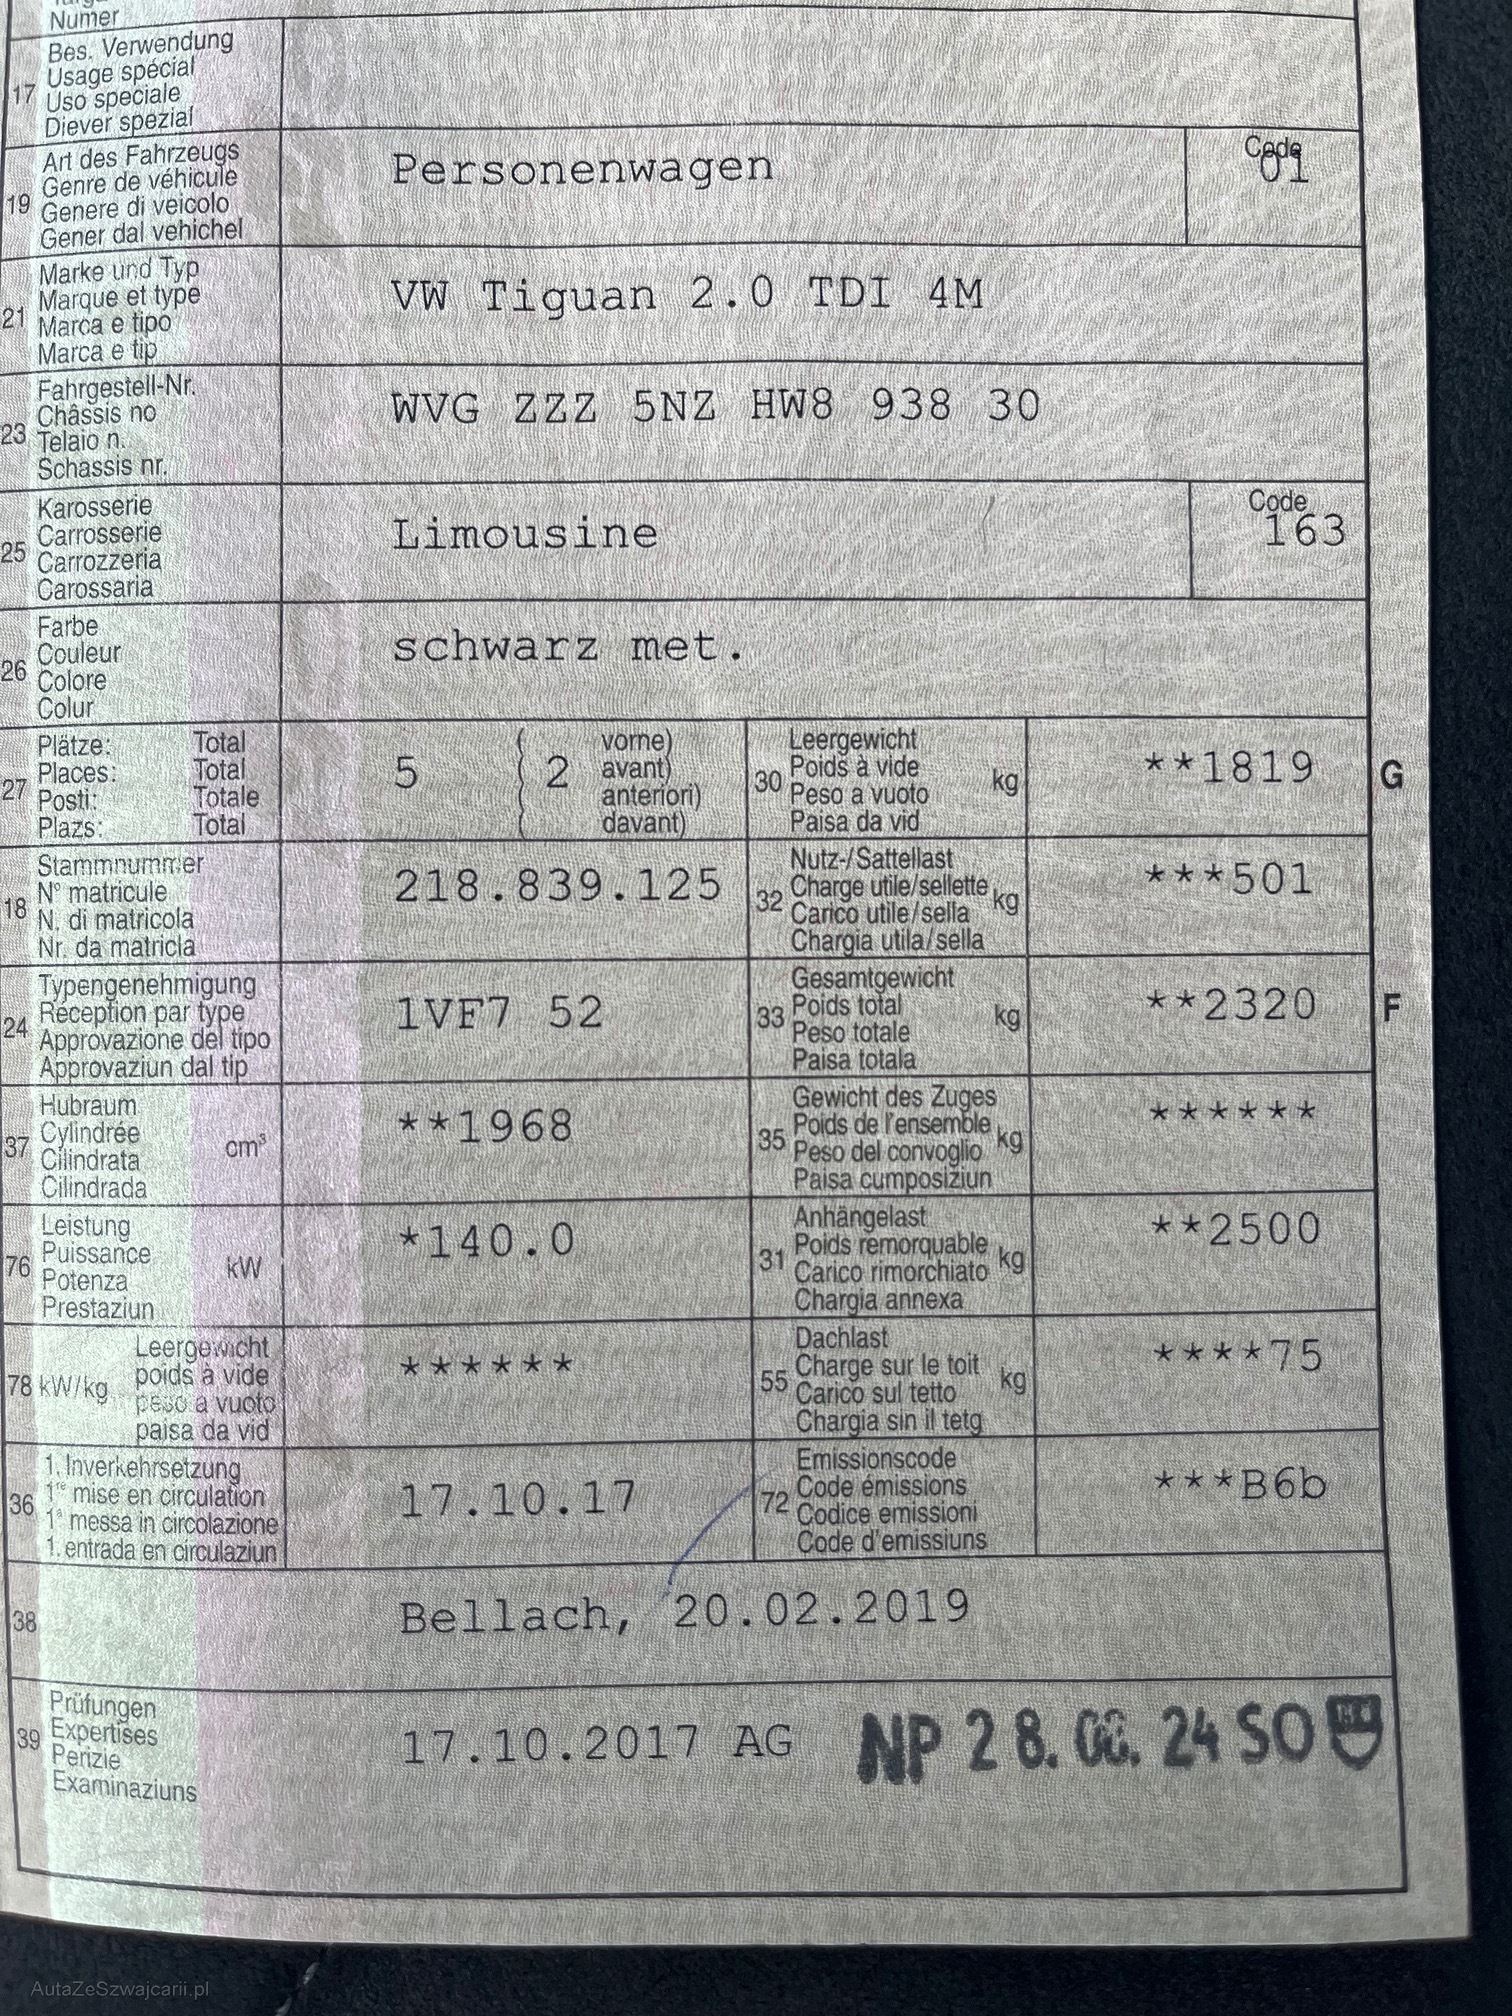 Numer
17
Bes. Verwendung
Usage spécial
Uso speciale
Diever spezial
19
Art des Fahrzeugs
Genre de véhicule
Genere di veicolo
Gener dal vehichel
Personenwagen
Code
01
21
Marke und Typ
Marque et type
Marca e tipo
Marca e tip
VW Tiguan 2.0 TDI 4M
23
Fahrgestell-Nr.
Châssis no
Telaio n.
Schassis nr.
WVG ZZZ 5NZ HW8 938 30
25
Karosserie
Carrosserie
Carrozzeria
Carossaria
Limousine
Code
163
26
Farbe
Couleur
Colore
Colur
schwarz met.
27
Plätze: Total
Places: Total
Posti: Totale
Plazs: Total
5 ( 2 vorne)
avant)
anteriori)
davant)
30
Leergewicht
Poids à vide
Peso a vuoto
Paisa da vid
kg
**1819
G
18
Stammnummer
N° matricule
N. di matricola
Nr. da matricla
218.839.125
32
Nutz-/Sattellast
Charge utile/sellette
Carico utile/sella
Chargia utila/sella
kg
***501
24
Typengenehmigung
Réception par type
Approvazione del tipo
Approvaziun dal tip
1VF7 52
33
Gesamtgewicht
Poids total
Peso totale
Paisa totala
kg
**2320
F
37
Hubraum
Cylindrée
Cilindrata
Cilindrada
cm³
**1968
35
Gewicht des Zuges
Poids de l'ensemble
Peso del convoglio
Paisa cumposiziun
kg
******
76
Leistung
Puissance
Potenza
Prestaziun
kW
*140.0
31
Anhängelast
Poids remorquable
Carico rimorchiato
Chargia annexa
kg
**2500
78 kW/kg
Leergewicht
poids à vide
peso a vuoto
paisa da vid
******
55
Dachlast
Charge sur le toit
Carico sul tetto
Chargia sin il tetg
kg
****75
36
1. Inverkehrsetzung
1re mise en circulation
1a messa in circolazione
1. entrada en circulaziun
17.10.17
72
Emissionscode
Code émissions
Codice emissioni
Code d'emissiuns
***B6b
38
Bellach, 20.02.2019
39
Prüfungen
Expertises
Perizie
Examinaziuns
17.10.2017 AG
NP 28. 24 SO
AutaZeSzwajcarii.pl